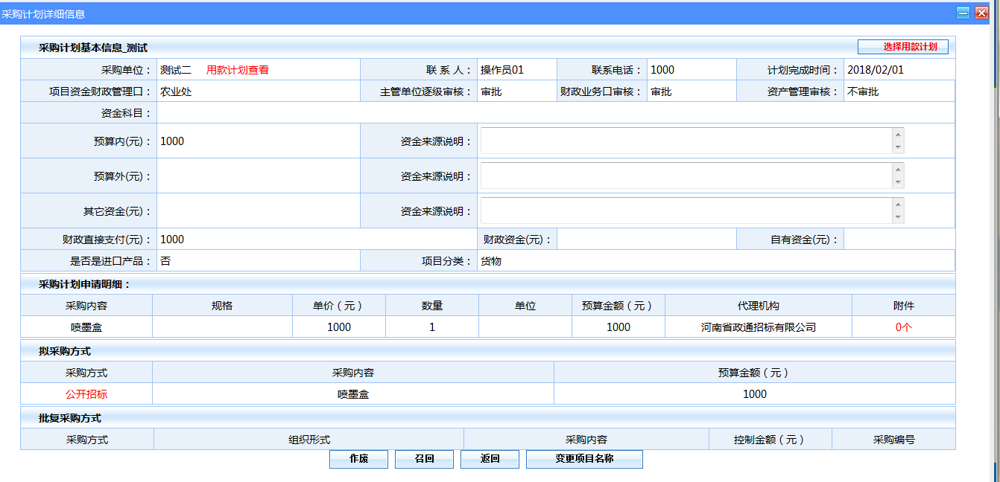 采购计划详细信息
采购计划基本信息_测试 选择用款计划
采购单位： 测试二 用款计划查看 联 系 人： 操作员01 联系电话： 1000 计划完成时间： 2018/02/01
项目资金财政管理口： 农业处 主管单位逐级审核： 审批 财政业务口审核： 审批 资产管理审核： 不审批
资金科目：
预算内(元)： 1000 资金来源说明：
预算外(元)： 资金来源说明：
其它资金(元)： 资金来源说明：
财政直接支付(元)： 1000 财政资金(元)： 自有资金(元)：
是否是进口产品： 否 项目分类： 货物
采购计划申请明细：
采购内容 规格 单价（元） 数量 单位 预算金额（元） 代理机构 附件
喷墨盒 1000 1 1000 河南省政通招标有限公司 0个
拟采购方式
采购方式 采购内容 预算金额（元）
公开招标 喷墨盒 1000
批复采购方式
采购方式 组织形式 采购内容 控制金额（元） 采购编号
作废 召回 返回 变更项目名称